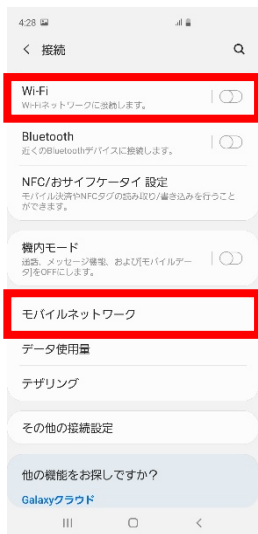 4:28
接続
Wi-Fi
Wi-Fiネットワークに接続します。
Bluetooth
近くのBluetoothデバイスに接続します。
NFC/おサイフケータイ 設定
モバイル決済やNFCタグの読み取り/書き込みを行うこと
ができます。
機内モード
通話、メッセージ機能、および[モバイルデー
タ]をOFFにします。
モバイルネットワーク
データ使用量
テザリング
その他の接続設定
他の機能をお探しですか？
Galaxyクラウド